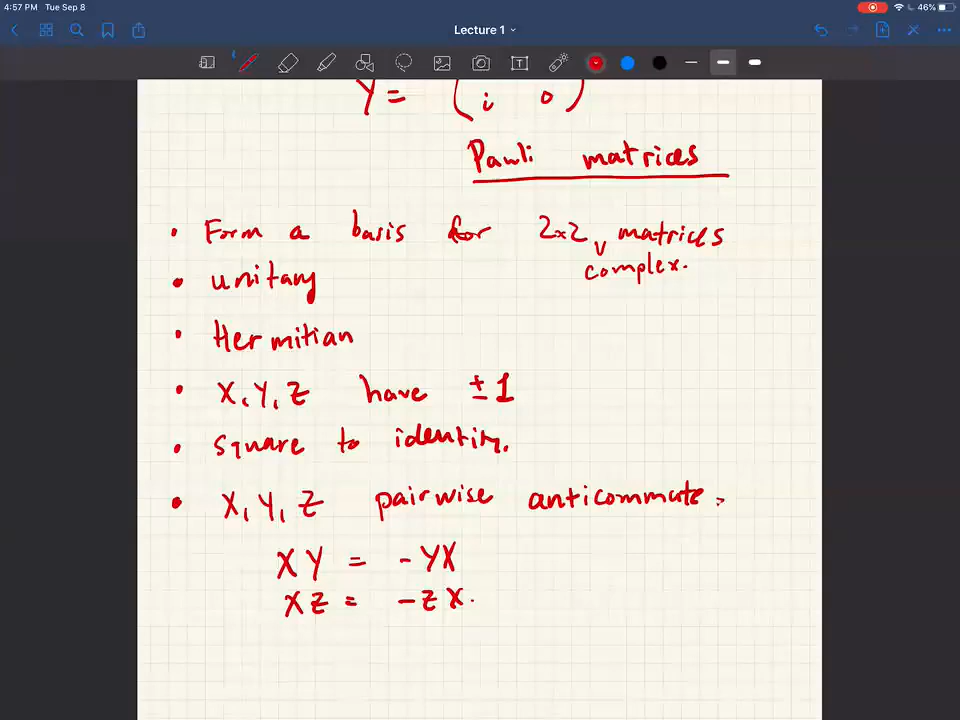 4:57 PM Tue Sep 8
46%
Lecture 1
Y = ( i 0 )
Pauli matrices
• Form a basis for 2x2 v matrices
complex.
• unitary
• Hermitian
• X, Y, Z have ± 1
• square to identity.
• X, Y, Z pairwise anticommute :
XY = -YX
XZ = -ZX.